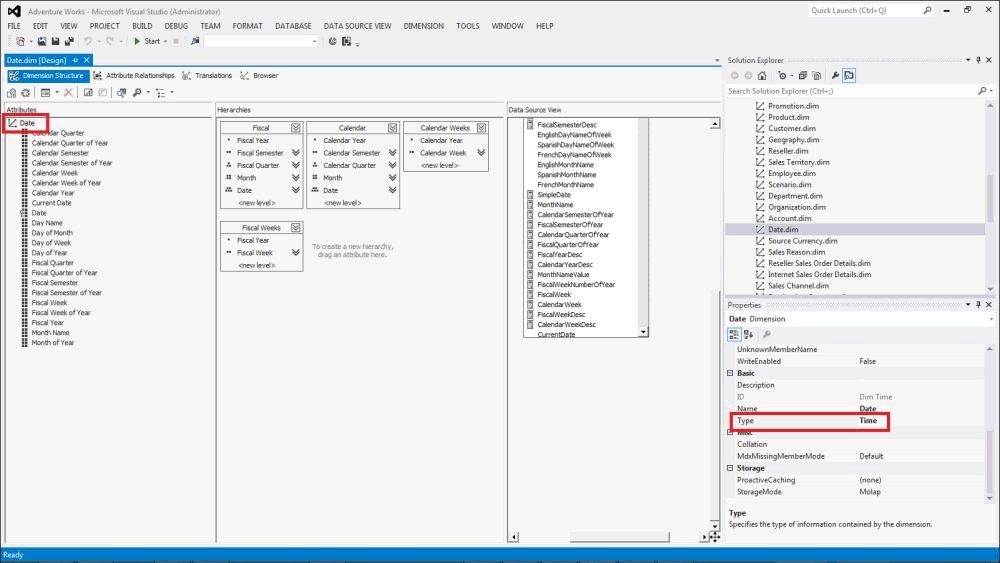 Adventure Works - Microsoft Visual Studio (Administrator)
Quick Launch (Ctrl+Q)
FILE EDIT VIEW PROJECT BUILD DEBUG TEAM FORMAT DATABASE DATA SOURCE VIEW DIMENSION TOOLS WINDOW HELP
Start
Date.dim [Design]
Dimension Structure Attribute Relationships Translations Browser
Attributes
Date
Calendar Quarter
Calendar Quarter of Year
Calendar Semester
Calendar Semester of Year
Calendar Week
Calendar Week of Year
Calendar Year
Current Date
Date
Day Name
Day of Month
Day of Week
Day of Year
Fiscal Quarter
Fiscal Quarter of Year
Fiscal Semester
Fiscal Semester of Year
Fiscal Week
Fiscal Week of Year
Fiscal Year
Month Name
Month of Year
Hierarchies
Fiscal
Fiscal Year
Fiscal Semester
Fiscal Quarter
Month
Date
<new level>
Calendar
Calendar Year
Calendar Semester
Calendar Quarter
Month
Date
<new level>
Calendar Weeks
Calendar Year
Calendar Week
<new level>
Fiscal Weeks
Fiscal Year
Fiscal Week
<new level>
To create a new hierarchy,
drag an attribute here.
Data Source View
FiscalSemesterDesc
EnglishDayNameOfWeek
SpanishDayNameOfWeek
FrenchDayNameOfWeek
EnglishMonthName
SpanishMonthName
FrenchMonthName
SimpleDate
MonthName
CalendarSemesterOfYear
FiscalSemesterOfYear
CalendarQuarterOfYear
FiscalQuarterOfYear
FiscalYearDesc
CalendarYearDesc
MonthNameValue
FiscalWeekNumberOfYear
FiscalWeek
CalendarWeek
FiscalWeekDesc
CalendarWeekDesc
CurrentDate
Solution Explorer
Search Solution Explorer (Ctrl+;)
Promotion.dim
Product.dim
Customer.dim
Geography.dim
Reseller.dim
Sales Territory.dim
Employee.dim
Scenario.dim
Department.dim
Organization.dim
Account.dim
Date.dim
Source Currency.dim
Sales Reason.dim
Reseller Sales Order Details.dim
Internet Sales Order Details.dim
Sales Channel.dim
Properties
Date Dimension
UnknownMemberName
WriteEnabled False
Basic
Description
ID Dim Time
Name Date
Type Time
Misc
Collation
MdxMissingMemberMode Default
Storage
ProactiveCaching (none)
StorageMode Molap
Type
Specifies the type of information contained by the dimension.
Ready